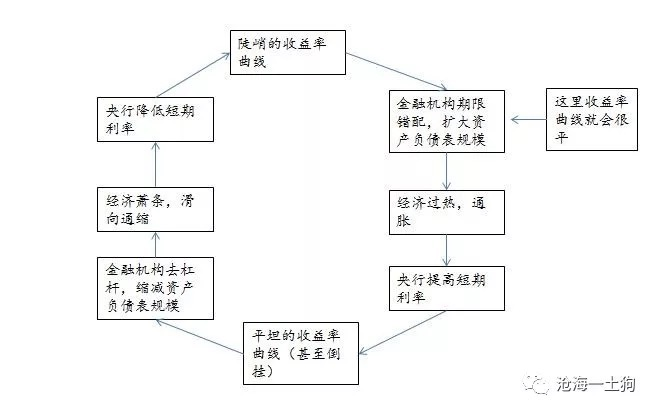 陡峭的收益率
曲线
金融机构期限
错配，扩大资
产负债表规模
这里收益率
曲线就会很
平
经济过热，通
胀
央行提高短期
利率
平坦的收益率
曲线（甚至倒
挂）
金融机构去杠
杆，缩减资产
负债表规模
经济萧条，滑
向通缩
央行降低短期
利率
沧海一土狗